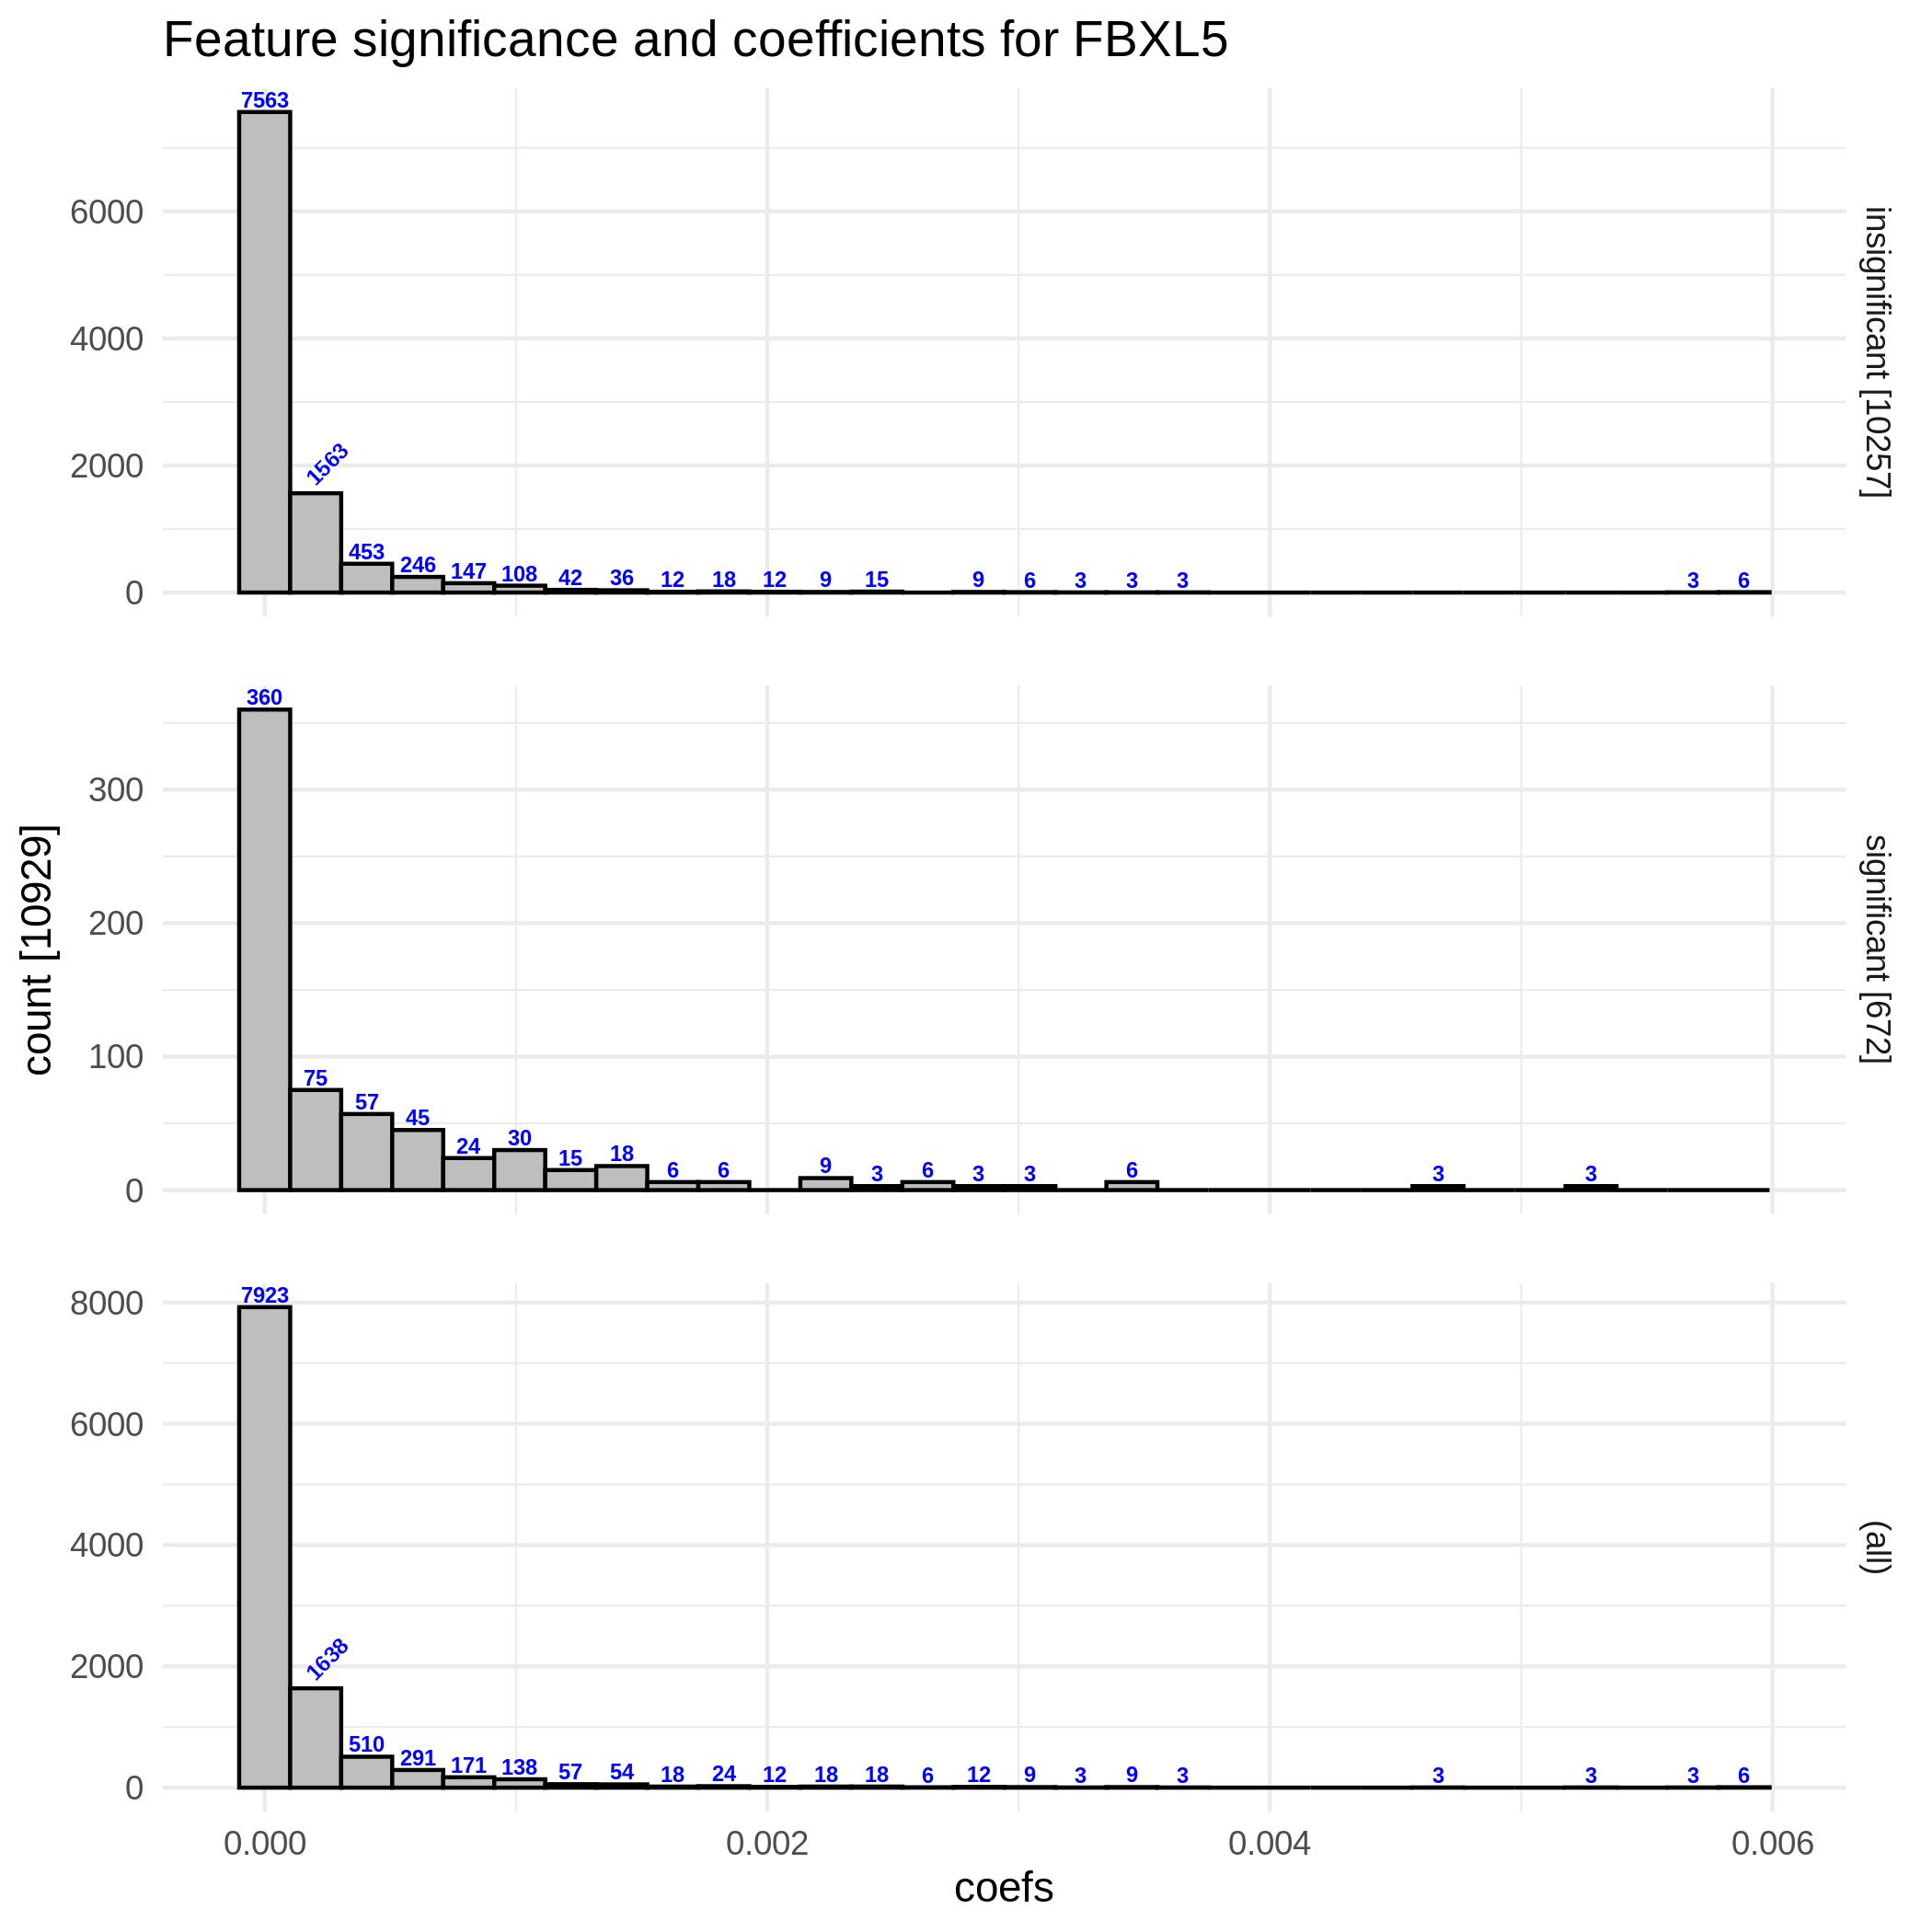 Feature significance and coefficients for FBXL5
count [10929]
6000
4000
2000
0
7563
1563
453 246 147 108 42 36 12 18 12 9 15 9 6 3 3 3 3 6
insignificant [10257]
300
200
100
0
360
75 57 45 24 30 15 18 6 6 9 3 6 3 3 6 3 3
significant [672]
8000
6000
4000
2000
0
7923
1638
510 291 171 138 57 54 18 24 12 18 18 6 12 9 3 9 3 3 3 3 6
(all)
0.000 0.002 0.004 0.006
coefs